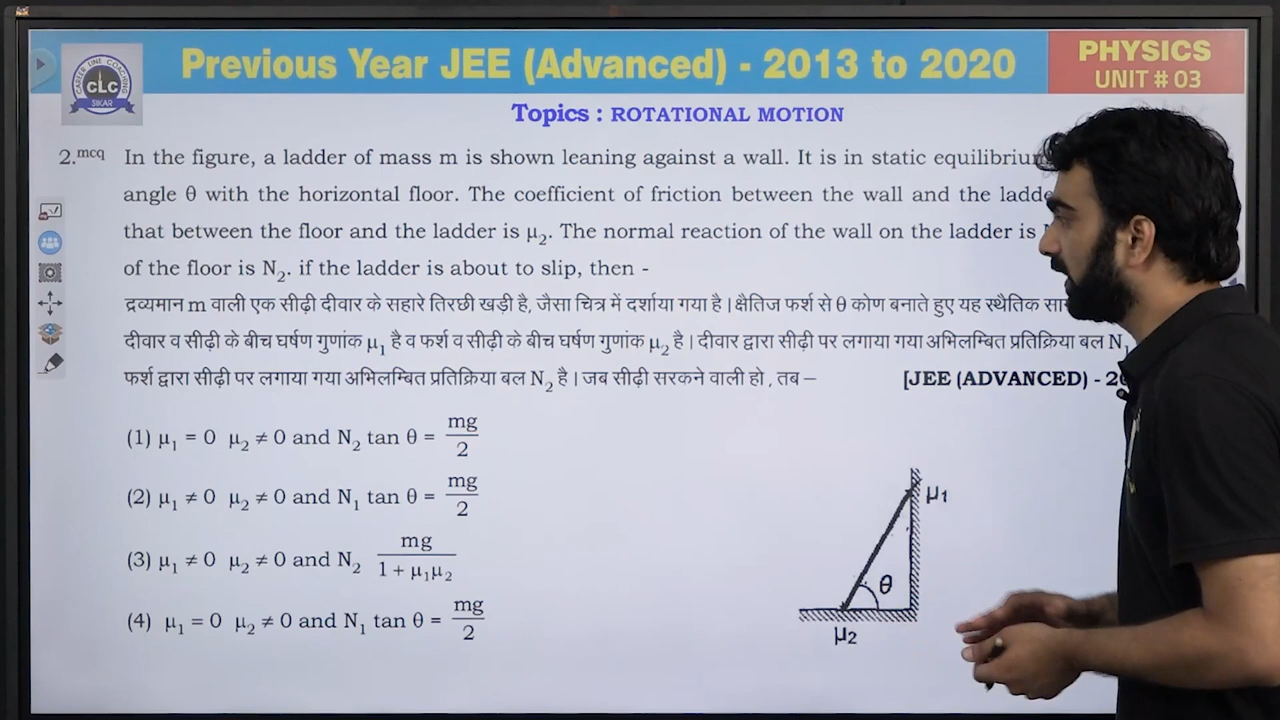 Previous Year JEE (Advanced) - 2013 to 2020
PHYSICS
UNIT # 03
CAREER LINE COACHING
CLC
SIKAR
Topics : ROTATIONAL MOTION
2.mcq In the figure, a ladder of mass m is shown leaning against a wall. It is in static equilibrium
angle θ with the horizontal floor. The coefficient of friction between the wall and the ladde
that between the floor and the ladder is μ₂. The normal reaction of the wall on the ladder is
of the floor is N₂. if the ladder is about to slip, then -
द्रव्यमान m वाली एक सीढ़ी दीवार के सहारे तिरछी खड़ी है, जैसा चित्र में दर्शाया गया है। क्षैतिज फर्श से θ कोण बनाते हुए यह स्थैतिक
दीवार व सीढ़ी के बीच घर्षण गुणांक μ₁ है व फर्श व सीढ़ी के बीच घर्षण गुणांक μ₂ है। दीवार द्वारा सीढ़ी पर लगाया गया अभिलम्बित प्रतिक्रिया बल N₁
फर्श द्वारा सीढ़ी पर लगाया गया अभिलम्बित प्रतिक्रिया बल N₂ है। जब सीढ़ी सरकने वाली हो, तब –
[JEE (ADVANCED) -
(1) μ₁ = 0 μ₂ ≠ 0 and N₂ tan θ = mg/2
(2) μ₁ ≠ 0 μ₂ ≠ 0 and N₁ tan θ = mg/2
(3) μ₁ ≠ 0 μ₂ ≠ 0 and N₂ mg/1 + μ₁μ₂
(4) μ₁ = 0 μ₂ ≠ 0 and N₁ tan θ = mg/2
μ₁
θ
μ₂